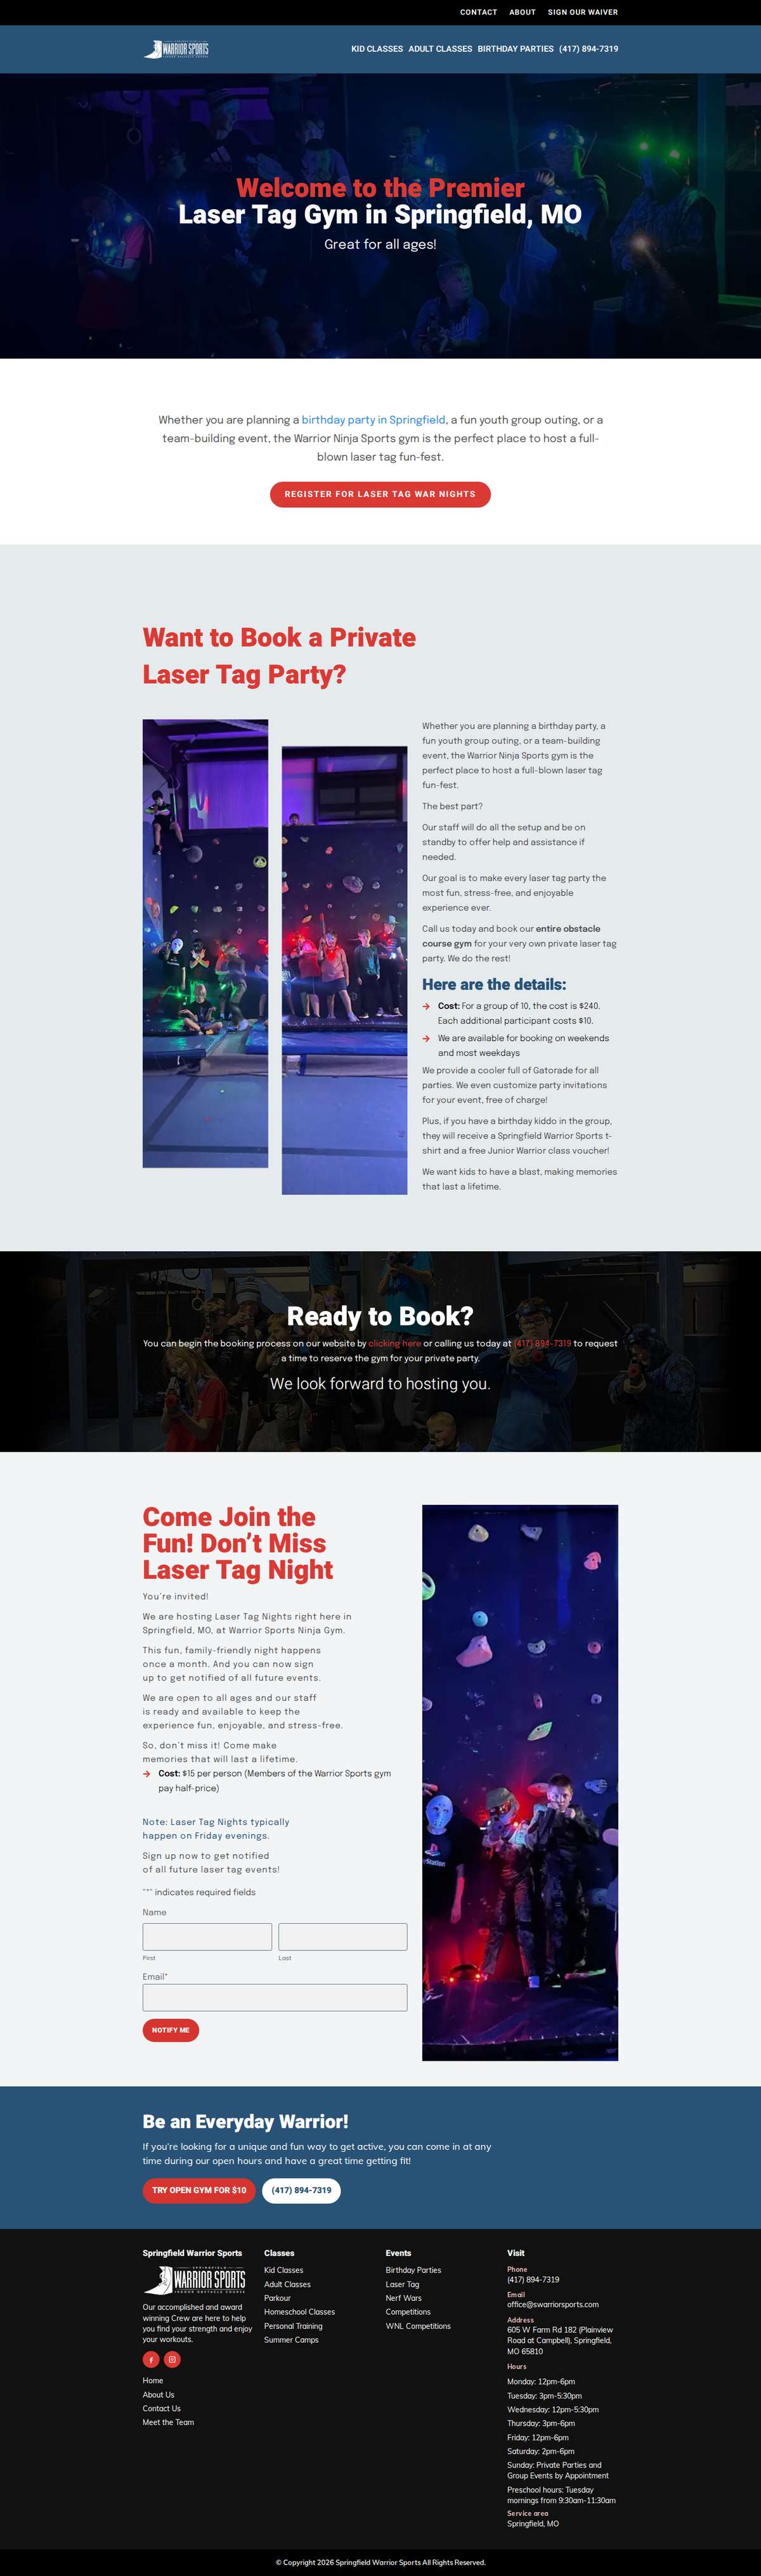 CONTACT ABOUT SIGN OUR WAIVER
WARRIOR SPORTS
KID CLASSES ADULT CLASSES BIRTHDAY PARTIES (417) 894-7319
Welcome to the Premier
Laser Tag Gym in Springfield, MO
Great for all ages!
Whether you are planning a birthday party in Springfield, a fun youth group outing, or a
team-building event, the Warrior Ninja Sports gym is the perfect place to host a full-
blown laser tag fun-fest.
REGISTER FOR LASER TAG WAR NIGHTS
Want to Book a Private
Laser Tag Party?
Whether you are planning a birthday party, a
fun youth group outing, or a team-building
event, the Warrior Ninja Sports gym is the
perfect place to host a full-blown laser tag
fun-fest.
The best part?
Our staff will do all the setup and be on
standby to offer help and assistance if
needed.
Our goal is to make every laser tag party the
most fun, stress-free, and enjoyable
experience ever.
Call us today and book our entire obstacle
course gym for your very own private laser tag
party. We do the rest!
Here are the details:
Cost: For a group of 10, the cost is $240.
Each additional participant costs $10.
We are available for booking on weekends
and most weekdays
We provide a cooler full of Gatorade for all
parties. We even customize party invitations
for your event, free of charge!
Plus, if you have a birthday kiddo in the group,
they will receive a Springfield Warrior Sports t-
shirt and a free Junior Warrior class voucher!
We want kids to have a blast, making memories
that last a lifetime.
Ready to Book?
You can begin the booking process on our website by clicking here or calling us today at (417) 894-7319 to request
a time to reserve the gym for your private party.
We look forward to hosting you.
Come Join the
Fun! Don't Miss
Laser Tag Night
You're invited!
We are hosting Laser Tag Nights right here in
Springfield, MO, at Warrior Sports Ninja Gym.
This fun, family-friendly night happens
once a month. And you can now sign
up to get notified of all future events.
We are open to all ages and our staff
is ready and available to keep the
experience fun, enjoyable, and stress-free.
So, don't miss it! Come make
memories that will last a lifetime.
Cost: $15 per person (Members of the Warrior Sports gym
pay half-price)
Note: Laser Tag Nights typically
happen on Friday evenings.
Sign up now to get notified
of all future laser tag events!
"*" indicates required fields
Name
First Last
Email*
NOTIFY ME
PlayStation
Be an Everyday Warrior!
If you're looking for a unique and fun way to get active, you can come in at any
time during our open hours and have a great time getting fit!
TRY OPEN GYM FOR $10 (417) 894-7319
Springfield Warrior Sports
WARRIOR SPORTS
Our accomplished and award
winning Crew are here to help
you find your strength and enjoy
your workouts.
Home
About Us
Contact Us
Meet the Team
Classes
Kid Classes
Adult Classes
Parkour
Homeschool Classes
Personal Training
Summer Camps
Events
Birthday Parties
Laser Tag
Nerf Wars
Competitions
WNL Competitions
Visit
Phone
(417) 894-7319
Email
office@swarriorsports.com
Address
605 W Farm Rd 182 (Plainview
Road at Campbell), Springfield,
MO 65810
Hours
Monday: 12pm-6pm
Tuesday: 3pm-5:30pm
Wednesday: 12pm-5:30pm
Thursday: 3pm-6pm
Friday: 12pm-6pm
Saturday: 2pm-6pm
Sunday: Private Parties and
Group Events by Appointment
Preschool hours: Tuesday
mornings from 9:30am-11:30am
Service area
Springfield, MO
© Copyright 2026 Springfield Warrior Sports All Rights Reserved.